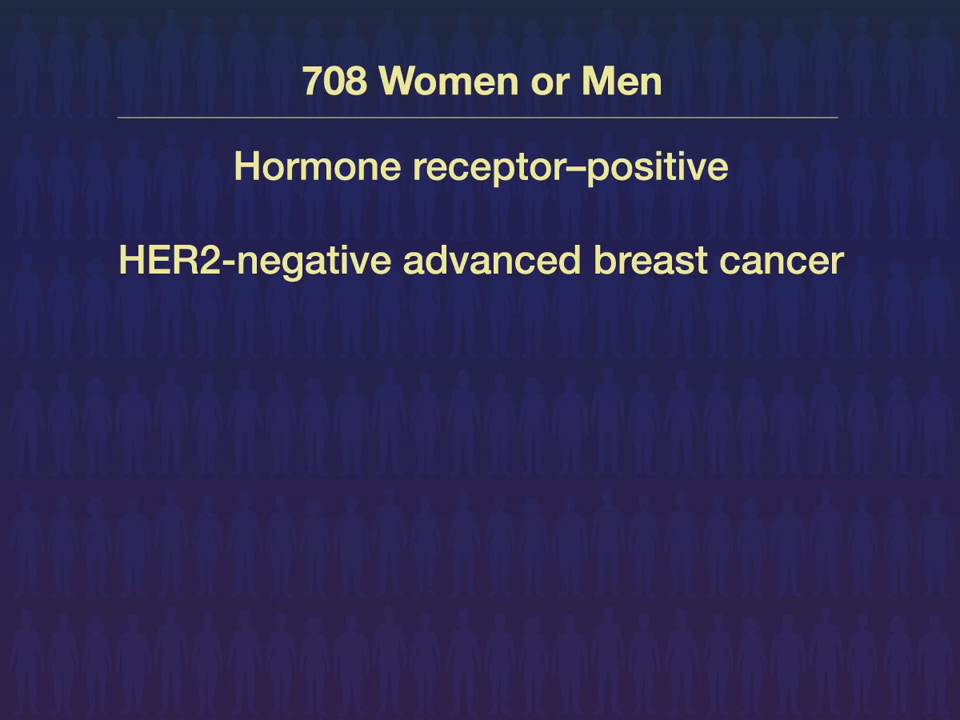 708 Women or Men
Hormone receptor–positive
HER2-negative advanced breast cancer